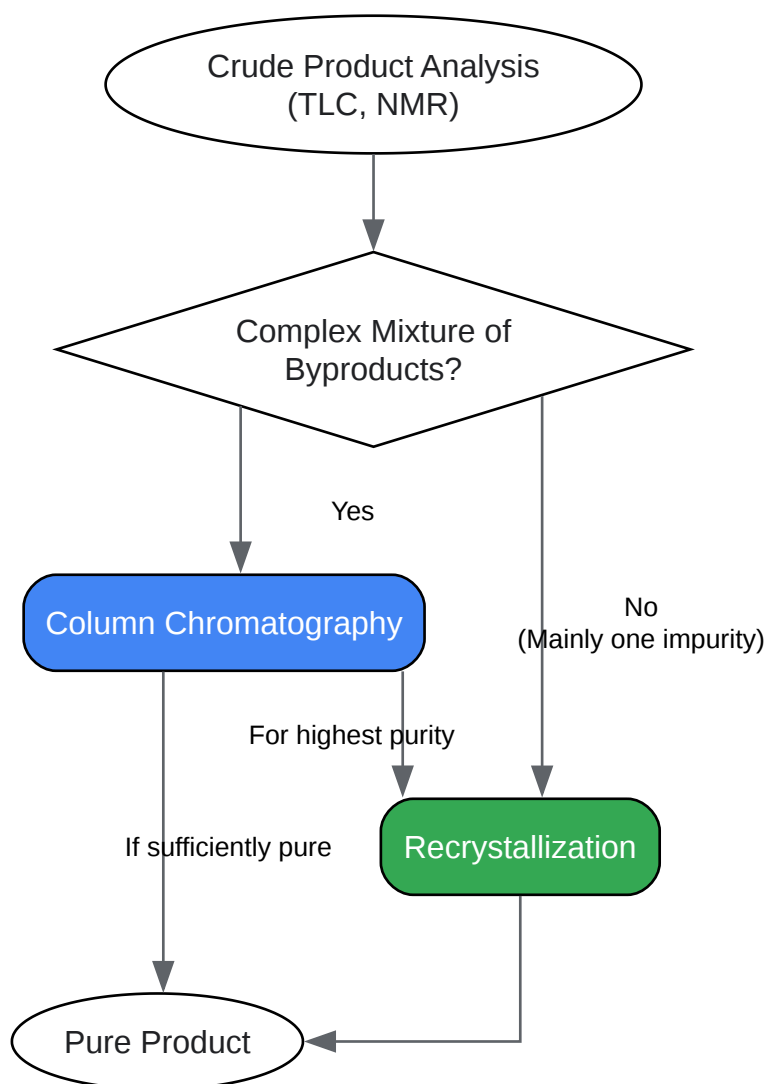 Crude Product Analysis
(TLC, NMR)
Complex Mixture of
Byproducts?
Yes
Column Chromatography
No
(Mainly one impurity)
For highest purity
If sufficiently pure
Recrystallization
Pure Product